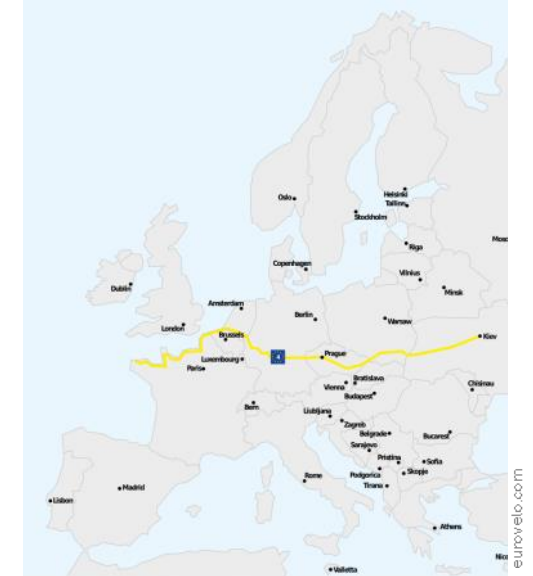 Oslo
Helsinki
Tallinn
Stockholm
Riga
Mosc
Copenhagen
Vilnius
Dublin
Minsk
Amsterdam
Berlin
Warsaw
London
Brussels
Kiev
4
Prague
Luxembourg
Paris
Bratislava
Vienna
Chisinau
Budapest
Bern
Ljubljana
Zagreb
Belgrade
Bucarest
Sarajevo
Pristina
Sofia
Rome
Podgorica
Skopje
Madrid
Tirana
Lisbon
Athens
Nico
Valletta
eurovelo.com